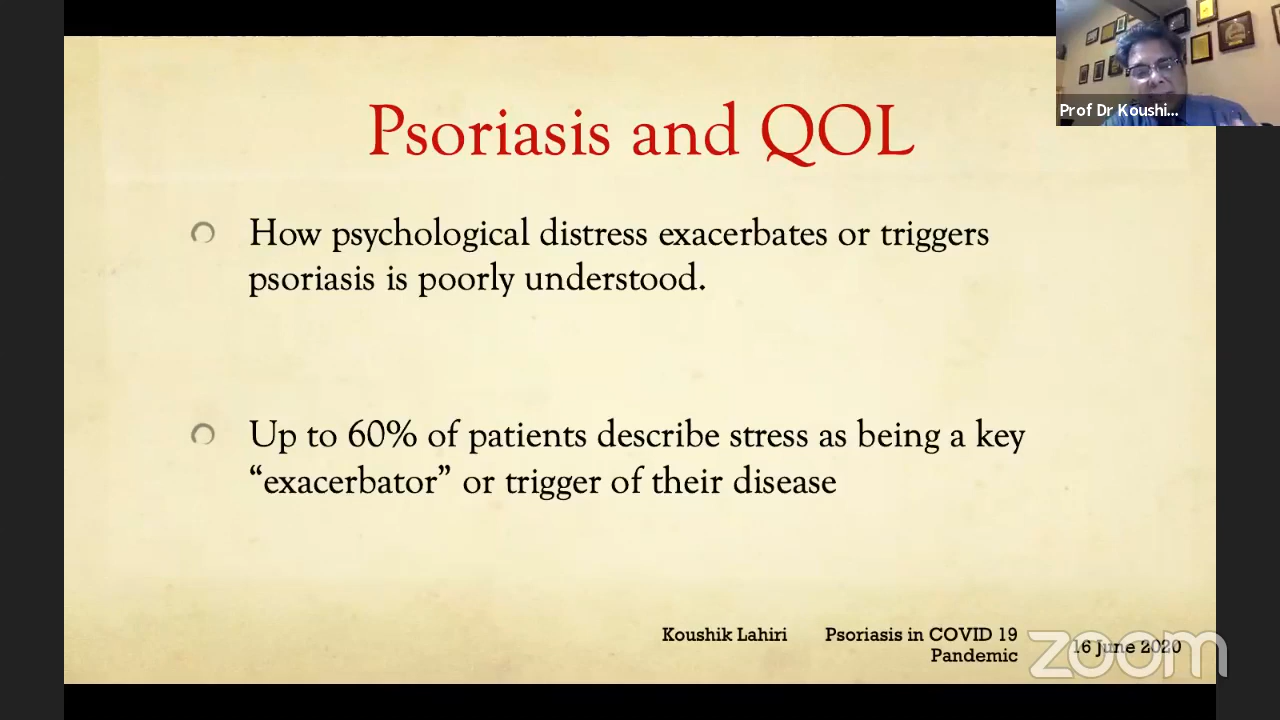 Prof Dr Koushi...
Psoriasis and QOL
How psychological distress exacerbates or triggers
psoriasis is poorly understood.
Up to 60% of patients describe stress as being a key
“exacerbator” or trigger of their disease
Koushik Lahiri
Psoriasis in COVID 19
Pandemic
16 June 2020
zoom